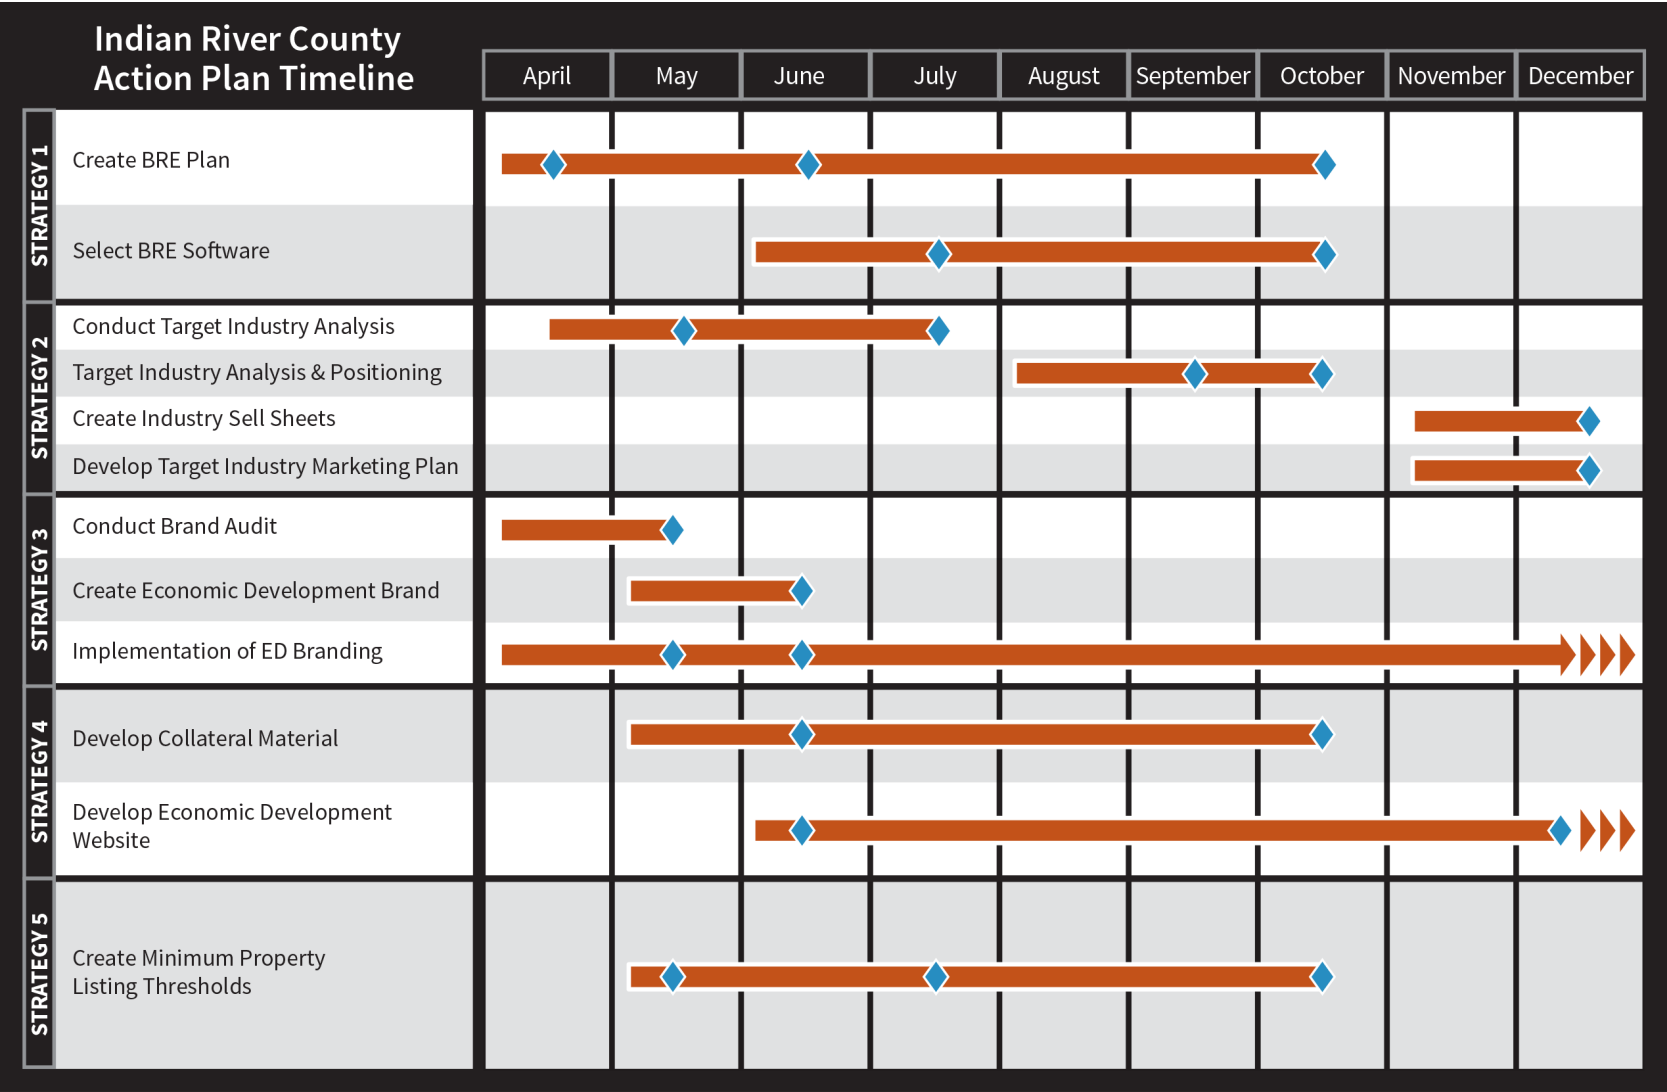 Indian River County
Action Plan Timeline
April
May
June
July
August
September
October
November
December
STRATEGY 1
Create BRE Plan
Select BRE Software
STRATEGY 2
Conduct Target Industry Analysis
Target Industry Analysis & Positioning
Create Industry Sell Sheets
Develop Target Industry Marketing Plan
STRATEGY 3
Conduct Brand Audit
Create Economic Development Brand
Implementation of ED Branding
STRATEGY 4
Develop Collateral Material
Develop Economic Development
Website
STRATEGY 5
Create Minimum Property
Listing Thresholds